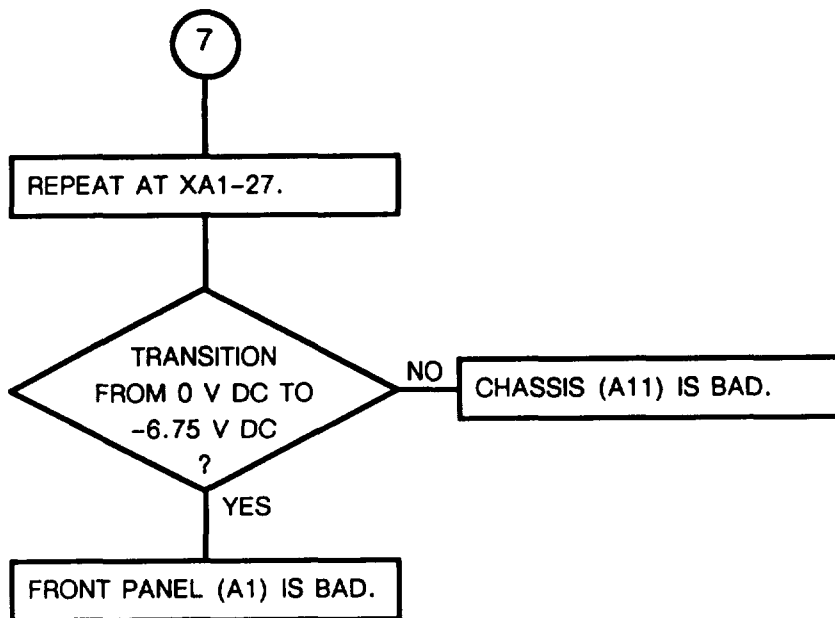 7
REPEAT AT XA1-27.
TRANSITION
FROM 0 V DC TO
-6.75 V DC
?
NO
CHASSIS (A11) IS BAD.
YES
FRONT PANEL (A1) IS BAD.